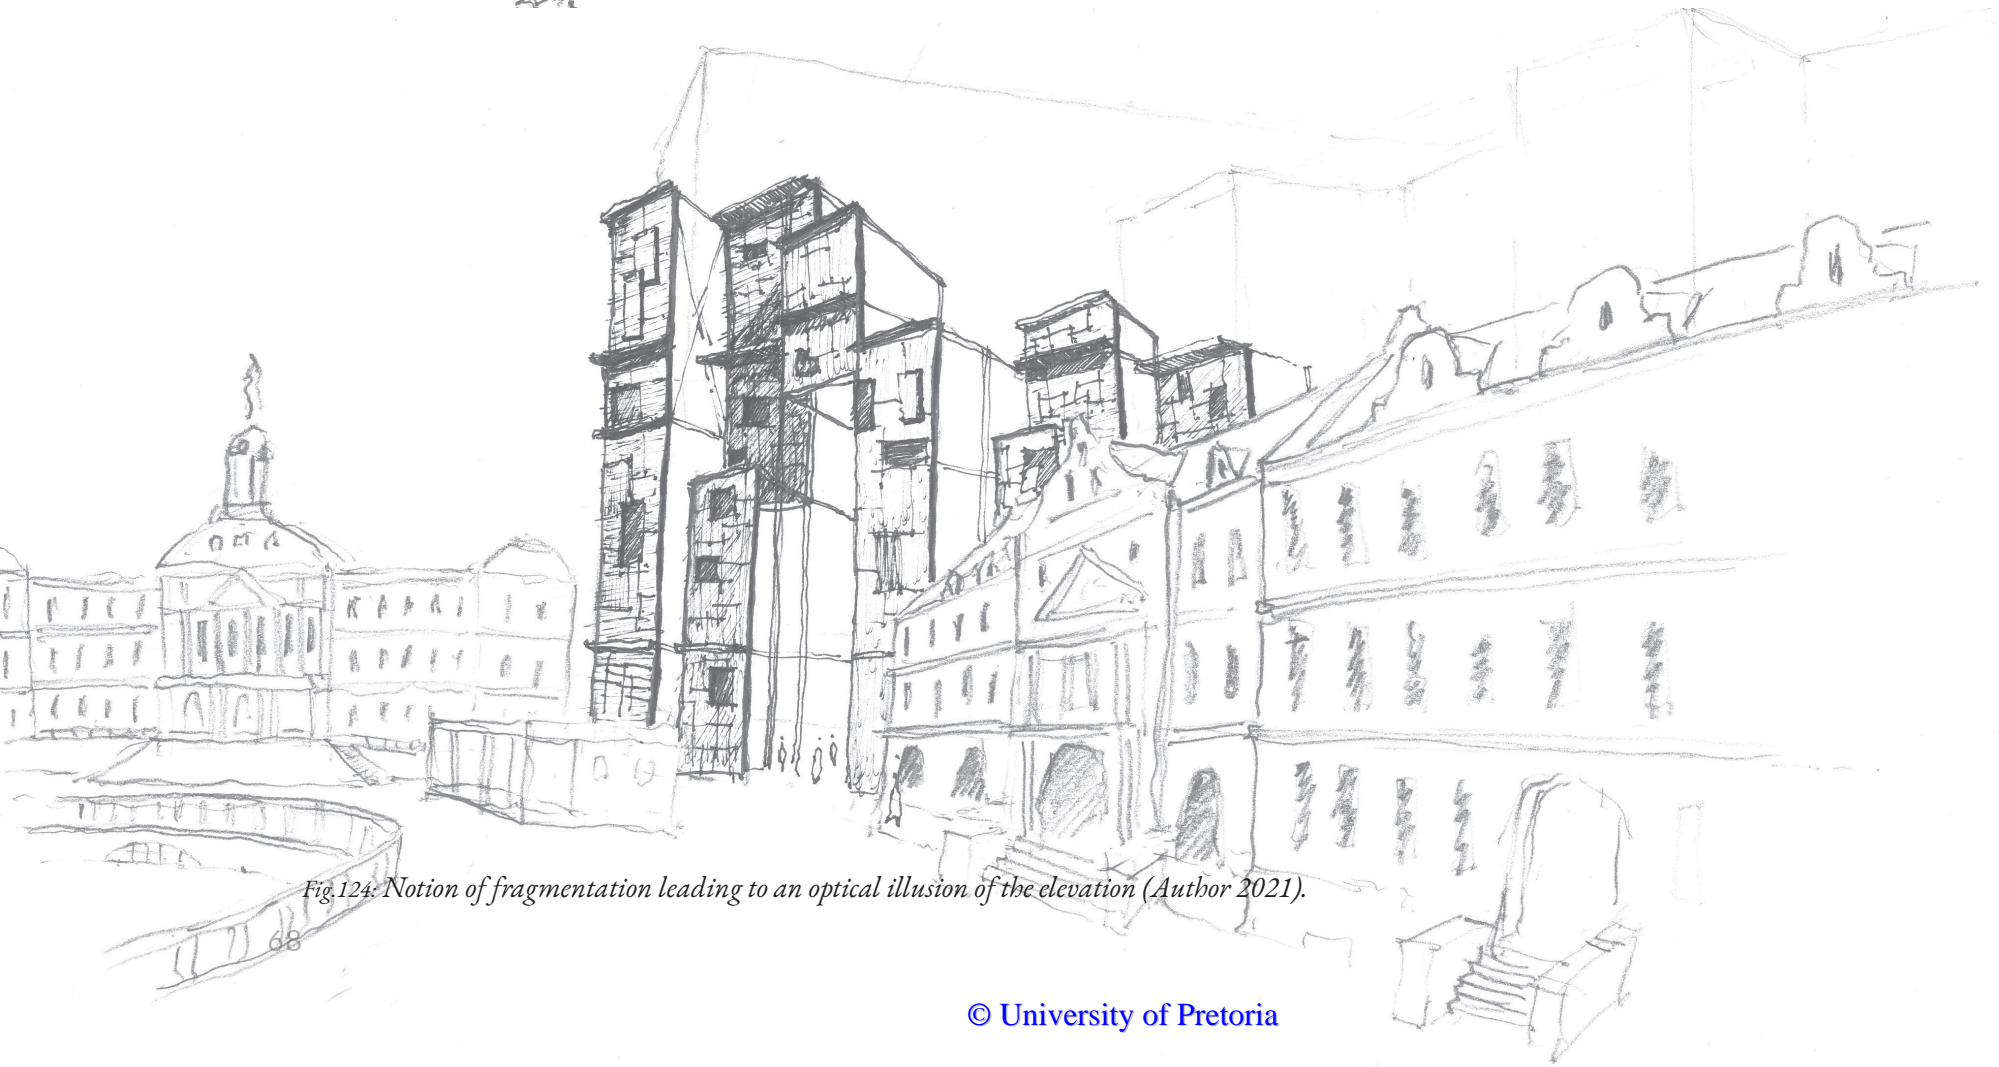 Fig.124: Notion of fragmentation leading to an optical illusion of the elevation (Author 2021).
68
© University of Pretoria